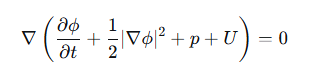 ∇ ( ∂ϕ/∂t + 1/2 |∇ϕ|² + p + U ) = 0